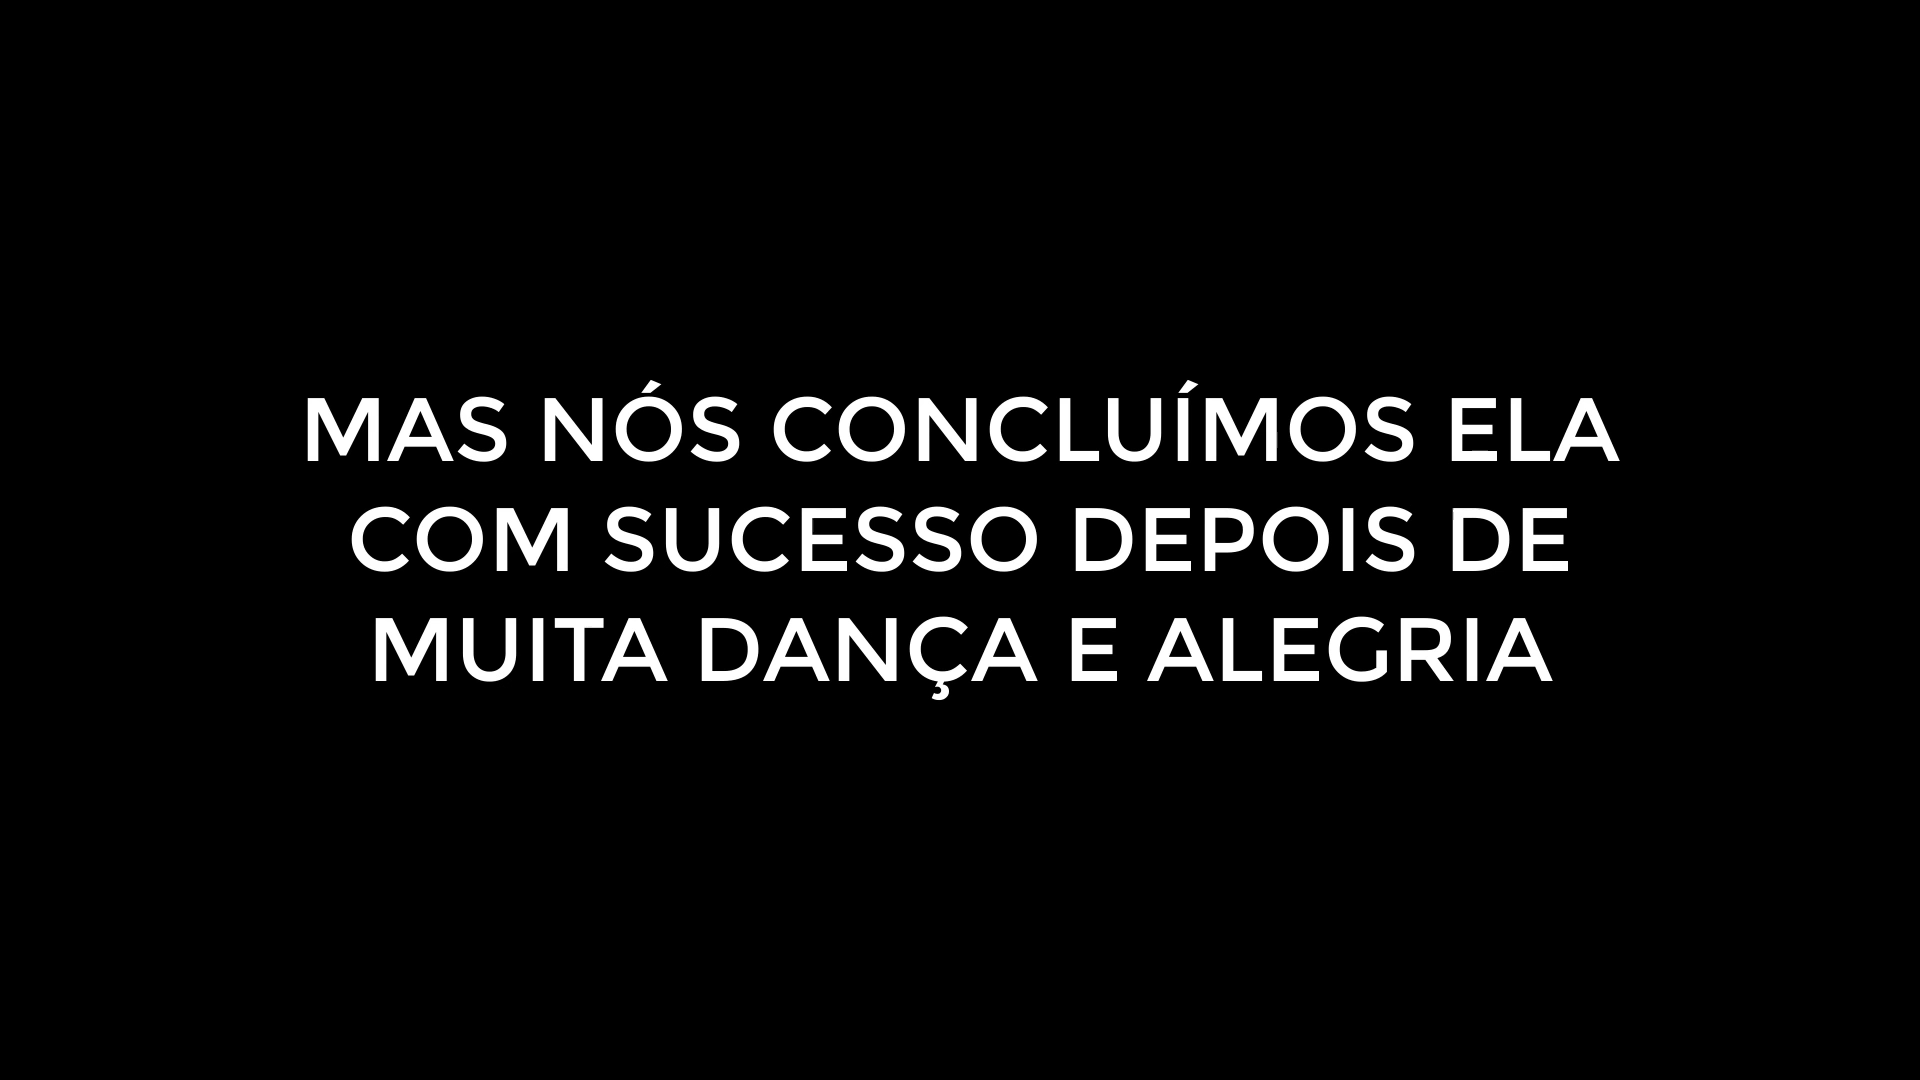 MAS NÓS CONCLUÍMOS ELA
COM SUCESSO DEPOIS DE
MUITA DANÇA E ALEGRIA